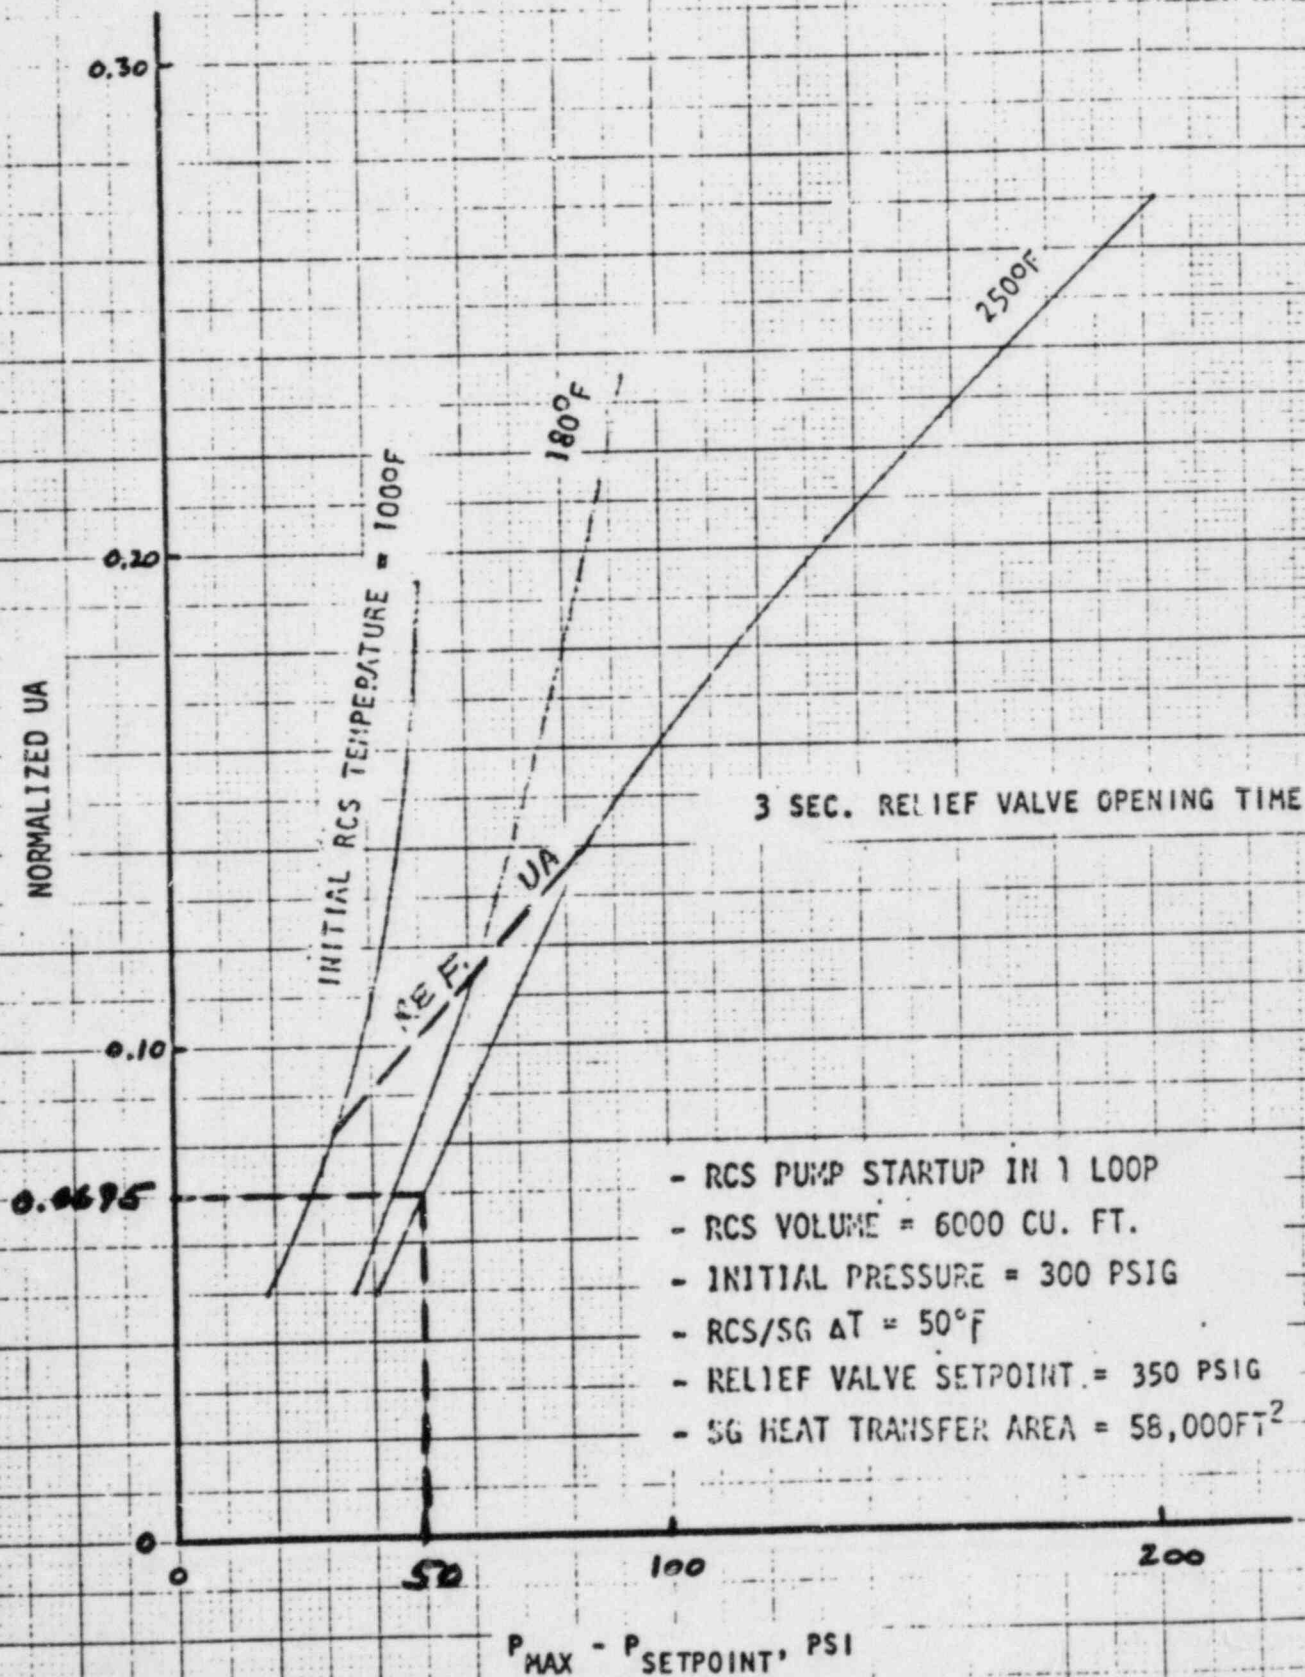 0.30
250°F
180°F
INITIAL RCS TEMPERATURE = 100°F
0.20
NORMALIZED UA
3 SEC. RELIEF VALVE OPENING TIME
REF. UA
0.10
0.0695
- RCS PUMP STARTUP IN 1 LOOP
- RCS VOLUME = 6000 CU. FT.
- INITIAL PRESSURE = 300 PSIG
- RCS/SG ΔT = 50°F
- RELIEF VALVE SETPOINT = 350 PSIG
- SG HEAT TRANSFER AREA = 58,000FT²
0
0 50 100 200
P_MAX - P_SETPOINT, PSI